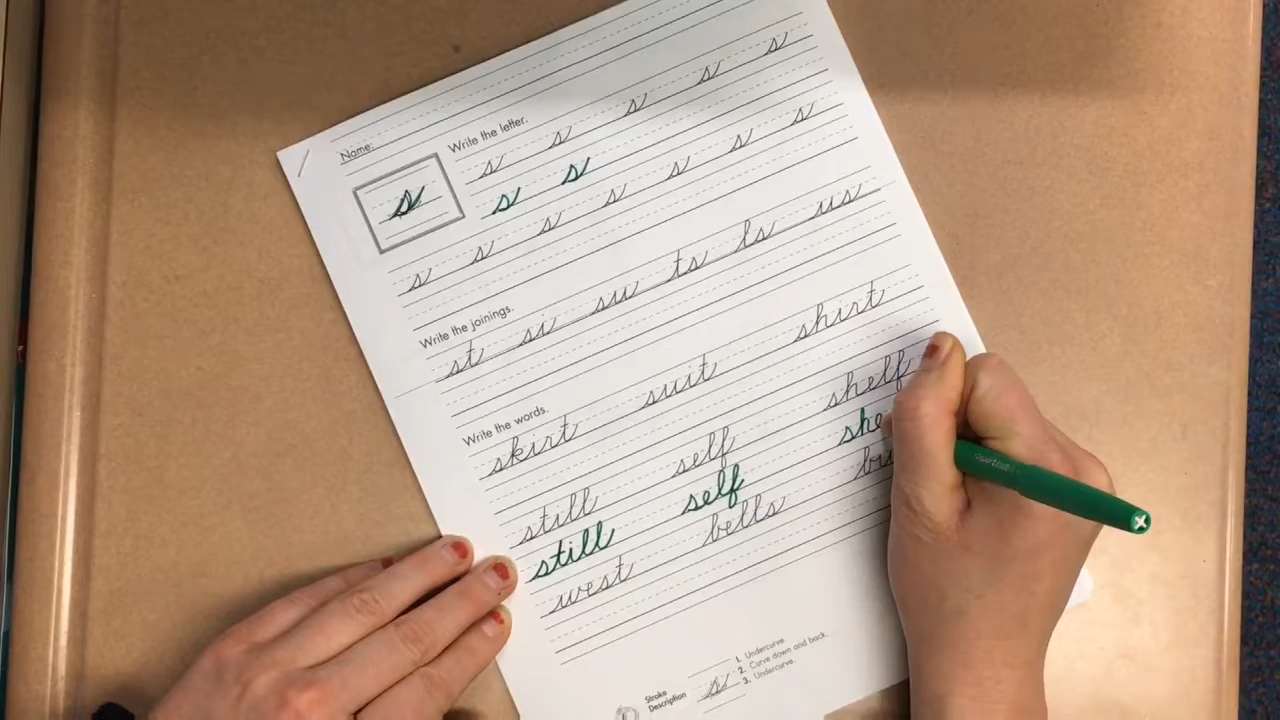 Name:
Write the letter.
s s s s s
s s
s s s s s s s
Write the joinings.
st si su ts ls us
Write the words.
skirt suit shirt
still self shelf
still self she
west bells
Stroke Description
1. Undercurve.
2. Curve down and back.
3. Undercurve.
s